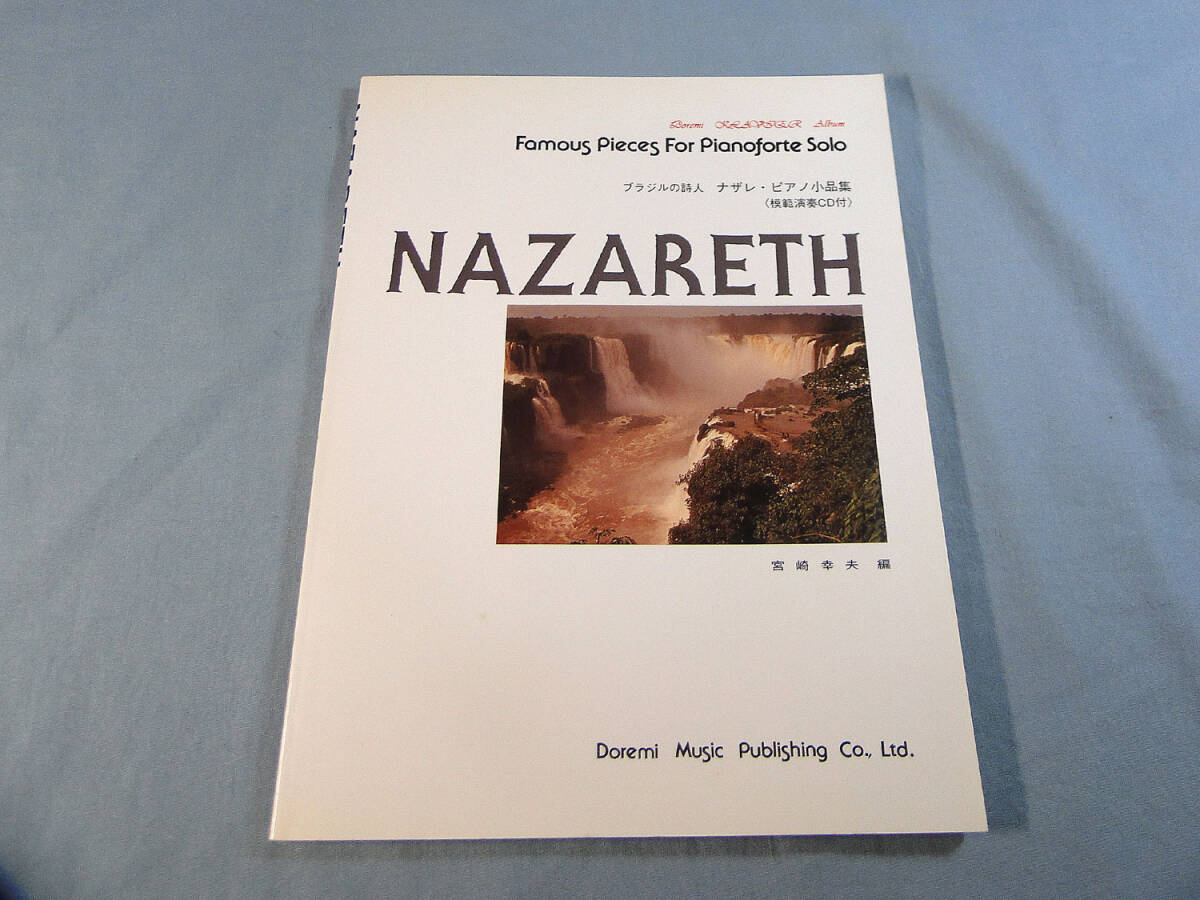 Doremi KLAVIER Album
Famous Pieces For Pianoforte Solo
ブラジルの詩人 ナザレ・ピアノ小品集
〈模範演奏CD付〉
NAZARETH
宮崎幸夫 編
Doremi Music Publishing Co., Ltd.